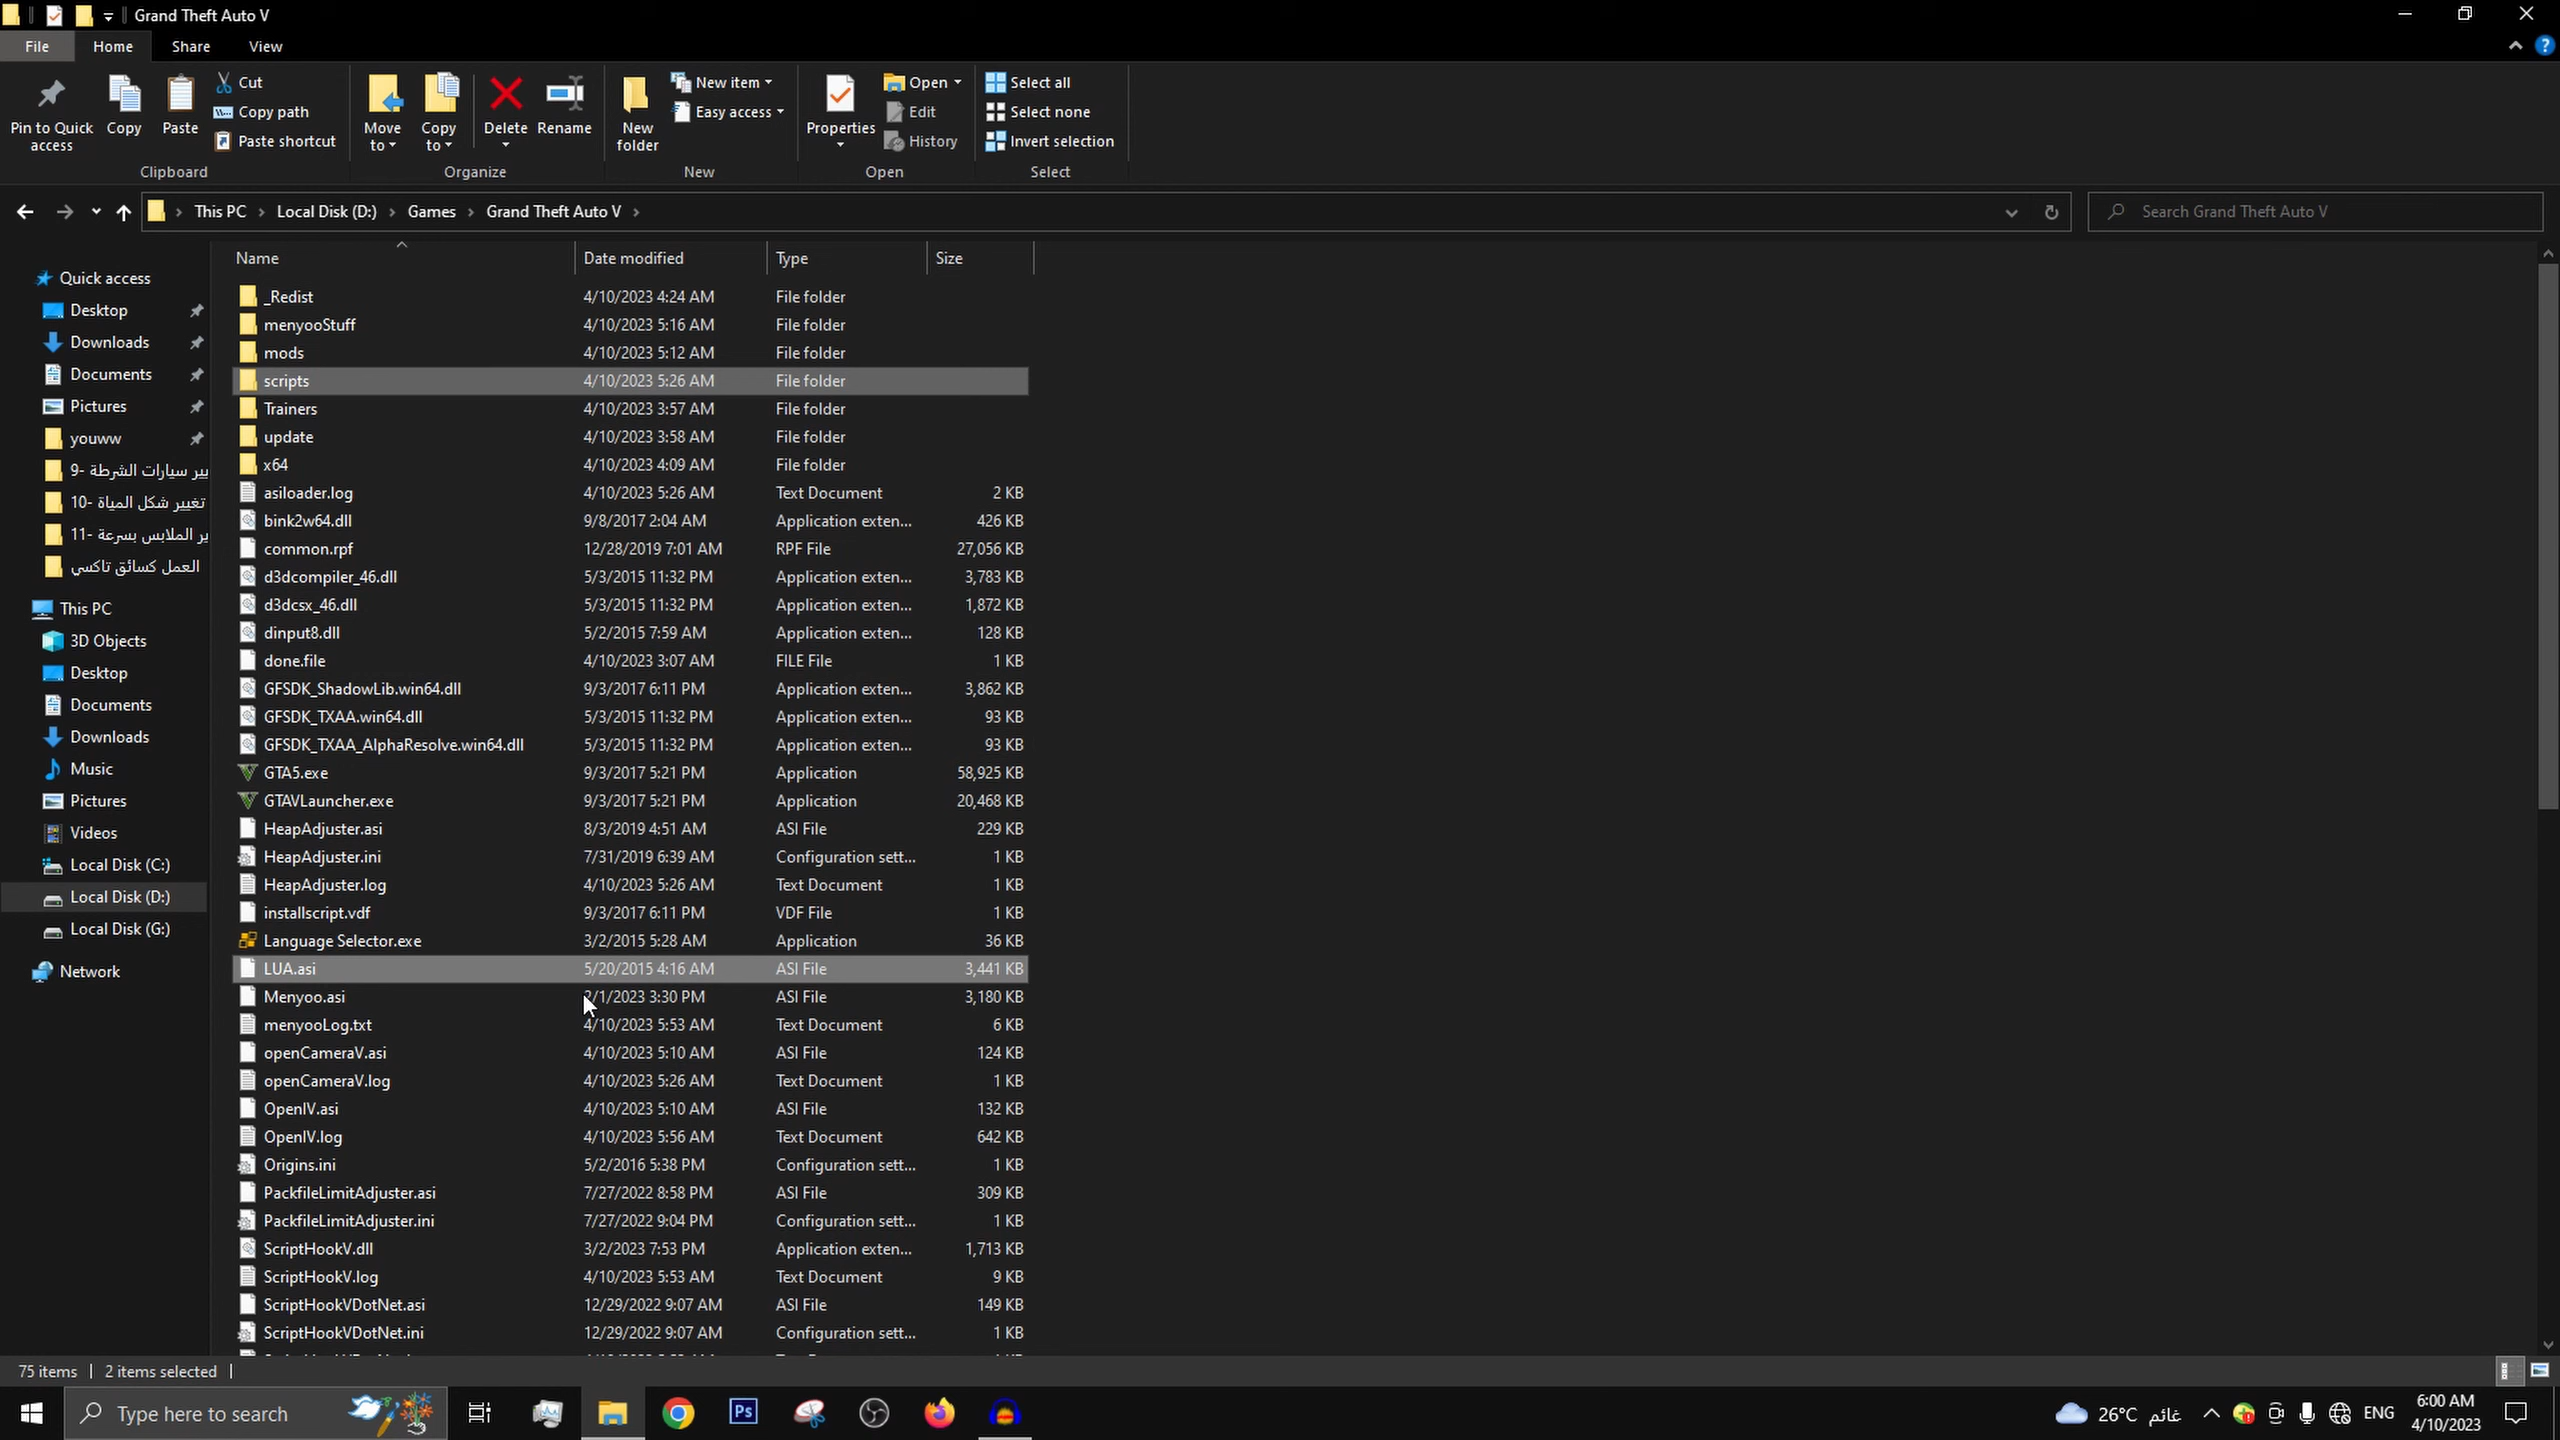 Grand Theft Auto V
File Home Share View
Pin to Quick access
Copy
Paste
Cut
Copy path
Paste shortcut
Clipboard
Move to
Copy to
Delete
Rename
Organize
New folder
New item
Easy access
New
Properties
Open
Edit
History
Open
Select all
Select none
Invert selection
Select
This PC Local Disk (D:) Games Grand Theft Auto V
Search Grand Theft Auto V
Quick access
Desktop
Downloads
Documents
Pictures
youww
9- ير سيارات الشرطة
10- تغيير شكل المياة
11- ير الملابس بسرعة
العمل كسائق تاكسي
This PC
3D Objects
Desktop
Documents
Downloads
Music
Pictures
Videos
Local Disk (C:)
Local Disk (D:)
Local Disk (G:)
Network
Name Date modified Type Size
_Redist 4/10/2023 4:24 AM File folder
menyooStuff 4/10/2023 5:16 AM File folder
mods 4/10/2023 5:12 AM File folder
scripts 4/10/2023 5:26 AM File folder
Trainers 4/10/2023 3:57 AM File folder
update 4/10/2023 3:58 AM File folder
x64 4/10/2023 4:09 AM File folder
asiloader.log 4/10/2023 5:26 AM Text Document 2 KB
bink2w64.dll 9/8/2017 2:04 AM Application exten... 426 KB
common.rpf 12/28/2019 7:01 AM RPF File 27,056 KB
d3dcompiler_46.dll 5/3/2015 11:32 PM Application exten... 3,783 KB
d3dcsx_46.dll 5/3/2015 11:32 PM Application exten... 1,872 KB
dinput8.dll 5/2/2015 7:59 AM Application exten... 128 KB
done.file 4/10/2023 3:07 AM FILE File 1 KB
GFSDK_ShadowLib.win64.dll 9/3/2017 6:11 PM Application exten... 3,862 KB
GFSDK_TXAA.win64.dll 5/3/2015 11:32 PM Application exten... 93 KB
GFSDK_TXAA_AlphaResolve.win64.dll 5/3/2015 11:32 PM Application exten... 93 KB
GTA5.exe 9/3/2017 5:21 PM Application 58,925 KB
GTAVLauncher.exe 9/3/2017 5:21 PM Application 20,468 KB
HeapAdjuster.asi 8/3/2019 4:51 AM ASI File 229 KB
HeapAdjuster.ini 7/31/2019 6:39 AM Configuration sett... 1 KB
HeapAdjuster.log 4/10/2023 5:26 AM Text Document 1 KB
installscript.vdf 9/3/2017 6:11 PM VDF File 1 KB
Language Selector.exe 3/2/2015 5:28 AM Application 36 KB
LUA.asi 5/20/2015 4:16 AM ASI File 3,441 KB
Menyoo.asi /1/2023 3:30 PM ASI File 3,180 KB
menyooLog.txt 4/10/2023 5:53 AM Text Document 6 KB
openCameraV.asi 4/10/2023 5:10 AM ASI File 124 KB
openCameraV.log 4/10/2023 5:26 AM Text Document 1 KB
OpenIV.asi 4/10/2023 5:10 AM ASI File 132 KB
OpenIV.log 4/10/2023 5:56 AM Text Document 642 KB
Origins.ini 5/2/2016 5:38 PM Configuration sett... 1 KB
PackfileLimitAdjuster.asi 7/27/2022 8:58 PM ASI File 309 KB
PackfileLimitAdjuster.ini 7/27/2022 9:04 PM Configuration sett... 1 KB
ScriptHookV.dll 3/2/2023 7:53 PM Application exten... 1,713 KB
ScriptHookV.log 4/10/2023 5:53 AM Text Document 9 KB
ScriptHookVDotNet.asi 12/29/2022 9:07 AM ASI File 149 KB
ScriptHookVDotNet.ini 12/29/2022 9:07 AM Configuration sett... 1 KB
75 items 2 items selected
Type here to search
Ps
26°C غائم
ENG
6:00 AM
4/10/2023